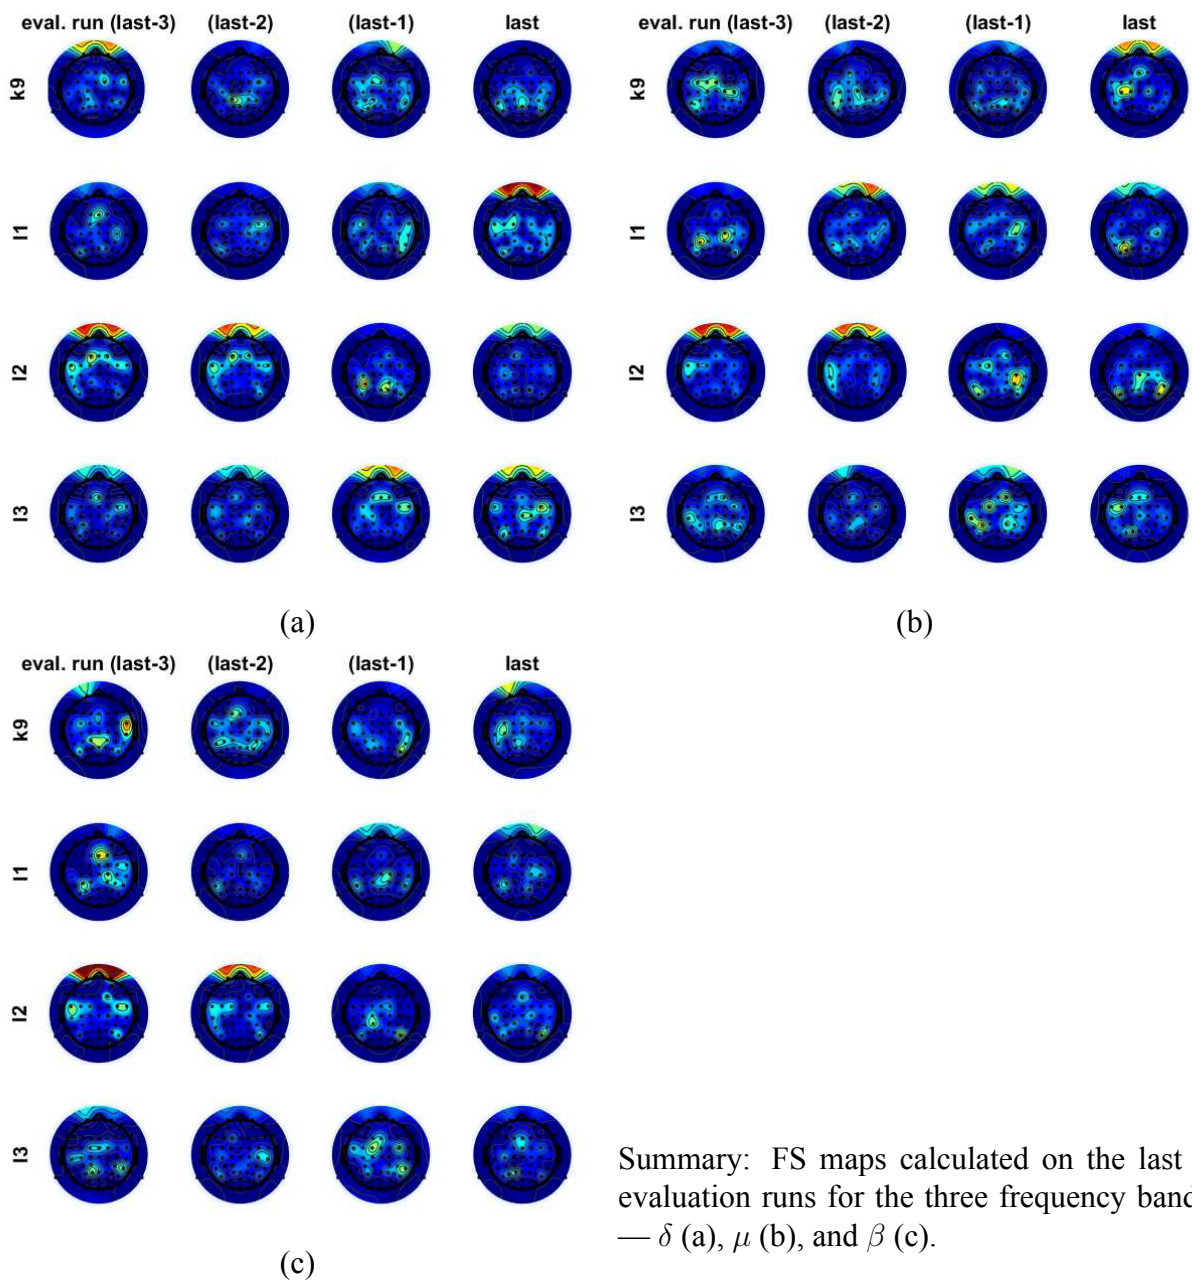 eval. run (last-3) (last-2) (last-1) last
k9
l1
l2
l3
(a)
eval. run (last-3) (last-2) (last-1) last
k9
l1
l2
l3
(b)
eval. run (last-3) (last-2) (last-1) last
k9
l1
l2
l3
(c)
Summary: FS maps calculated on the last
evaluation runs for the three frequency band
— δ (a), μ (b), and β (c).